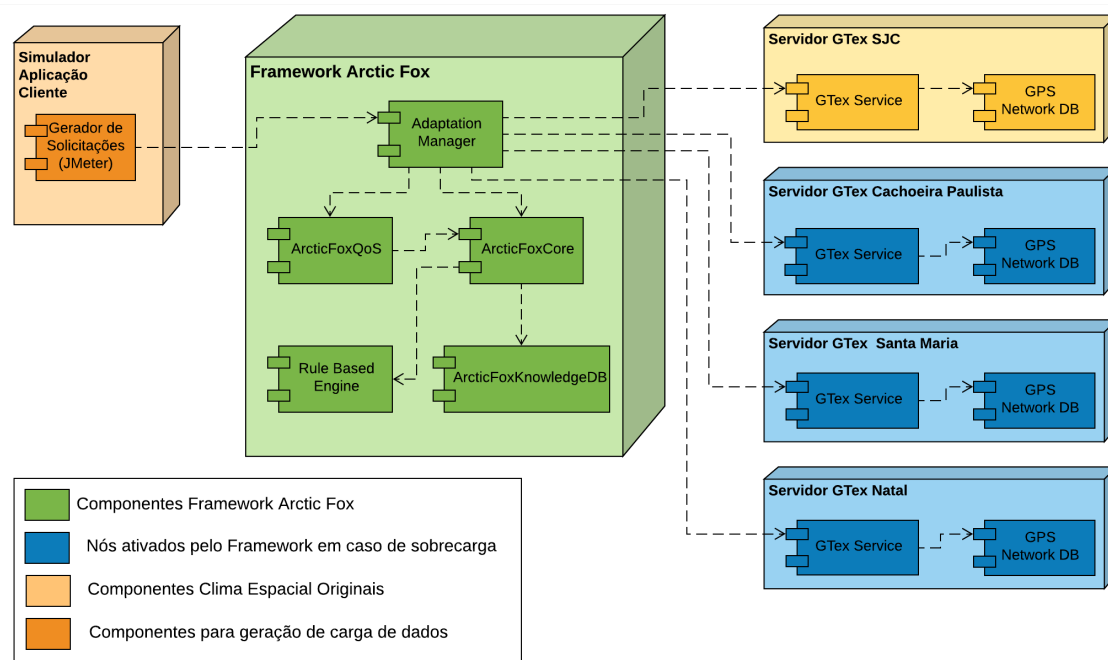 Simulador
Aplicação
Cliente
Gerador de
Solicitações
(JMeter)
Framework Arctic Fox
Adaptation
Manager
ArcticFoxQoS
ArcticFoxCore
Rule Based
Engine
ArcticFoxKnowledgeDB
Servidor GTex SJC
GTex Service
GPS
Network DB
Servidor GTex Cachoeira Paulista
GTex Service
GPS
Network DB
Servidor GTex Santa Maria
GTex Service
GPS
Network DB
Servidor GTex Natal
GTex Service
GPS
Network DB
Componentes Framework Arctic Fox
Nós ativados pelo Framework em caso de sobrecarga
Componentes Clima Espacial Originais
Componentes para geração de carga de dados